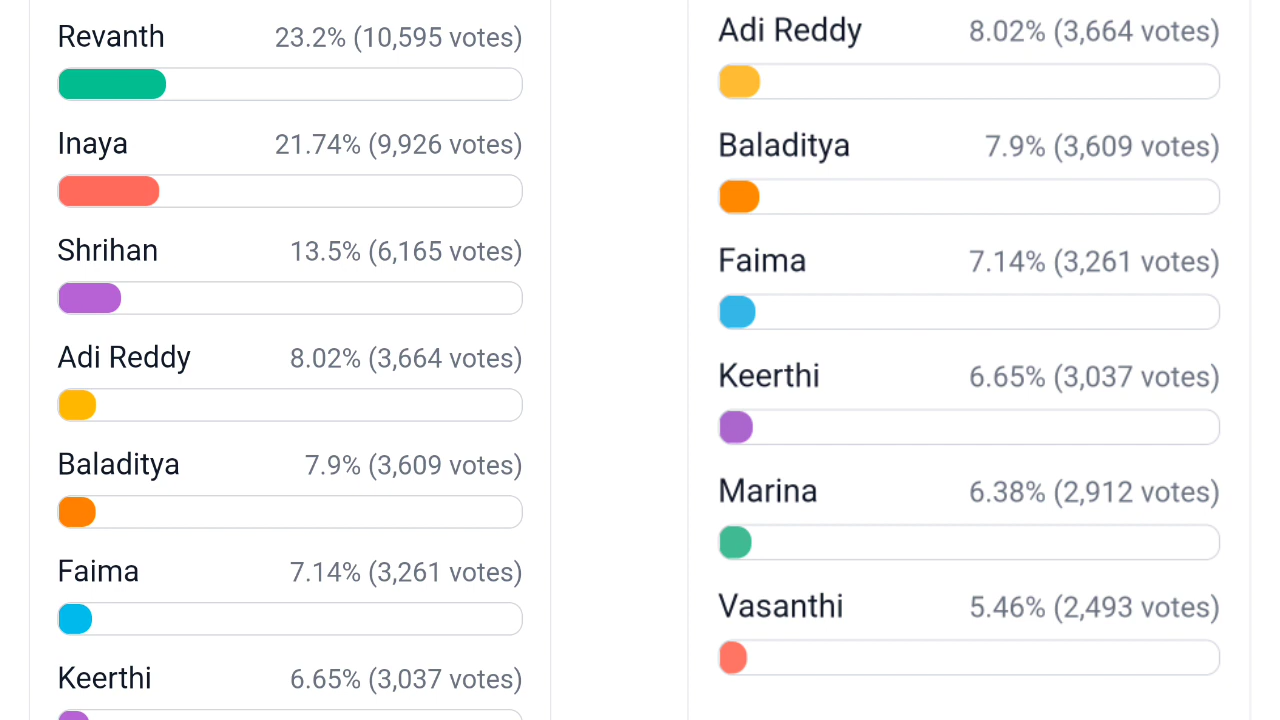 Revanth 23.2% (10,595 votes)
Inaya 21.74% (9,926 votes)
Shrihan 13.5% (6,165 votes)
Adi Reddy 8.02% (3,664 votes)
Baladitya 7.9% (3,609 votes)
Faima 7.14% (3,261 votes)
Keerthi 6.65% (3,037 votes)
Adi Reddy 8.02% (3,664 votes)
Baladitya 7.9% (3,609 votes)
Faima 7.14% (3,261 votes)
Keerthi 6.65% (3,037 votes)
Marina 6.38% (2,912 votes)
Vasanthi 5.46% (2,493 votes)